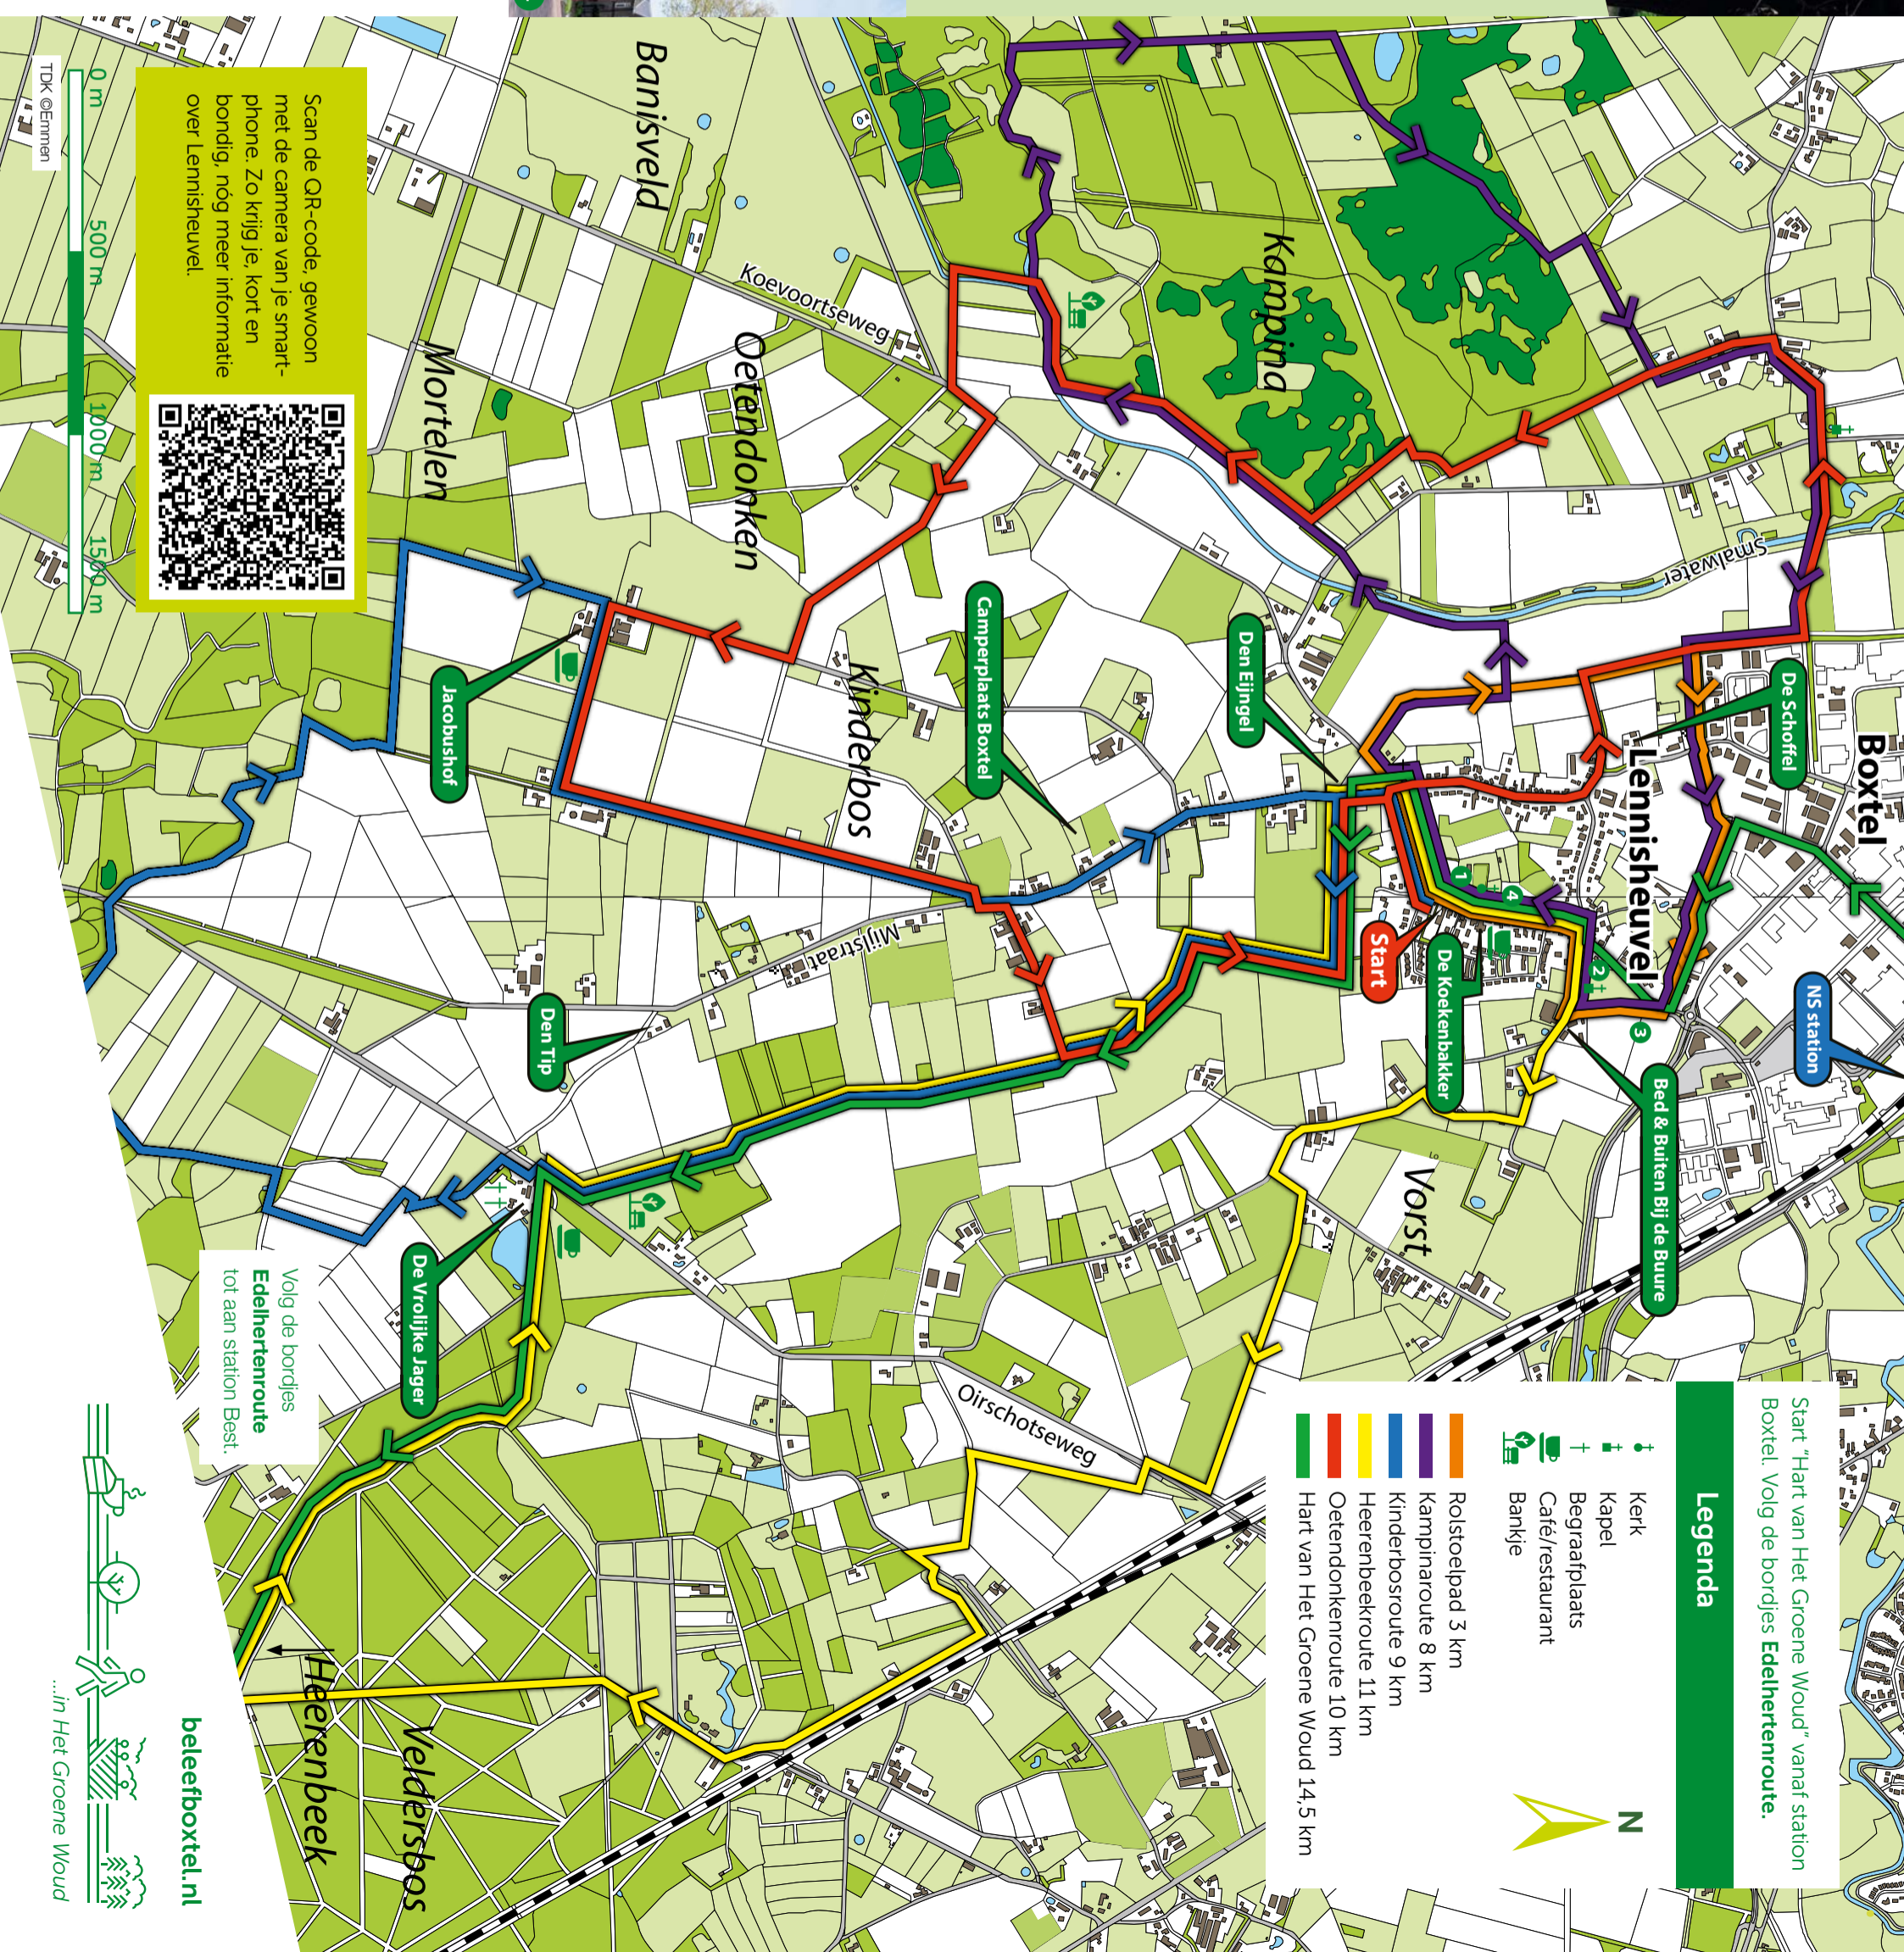 Boxtel
NS station
De Schoffel
Lennisheuvel
Smalwater
Bed & Buiten Bij de Buure
2
3
4
1
De Koekenbakker
Start
Den Eijngel
Vorst
Kampina
Camperplaats Boxtel
Kinderbos
Mijlstraat
Koevoortseweg
Oetendonken
Banisveld
Mortelen
Jacobushof
Den Tip
De Vrolijke Jager
Oirschotseweg
Veldersbos
Heerenbeek
Start "Hart van Het Groene Woud" vanaf station
Boxtel. Volg de bordjes Edelhertenroute.
Legenda
Kerk
Kapel
Begraafplaats
Café/restaurant
Bankje
N
Rolstoelpad 3 km
Kampinaroute 8 km
Kinderbosroute 9 km
Heerenbeekroute 11 km
Oetendonkenroute 10 km
Hart van Het Groene Woud 14,5 km
Scan de QR-code, gewoon
met de camera van je smart-
phone. Zo krijg je, kort en
bondig, nóg meer informatie
over Lennisheuvel.
0 m
500 m
1000 m
1500 m
TDK ©Emmen
Volg de bordjes
Edelhertenroute
tot aan station Best.
beleefboxtel.nl
...in Het Groene Woud